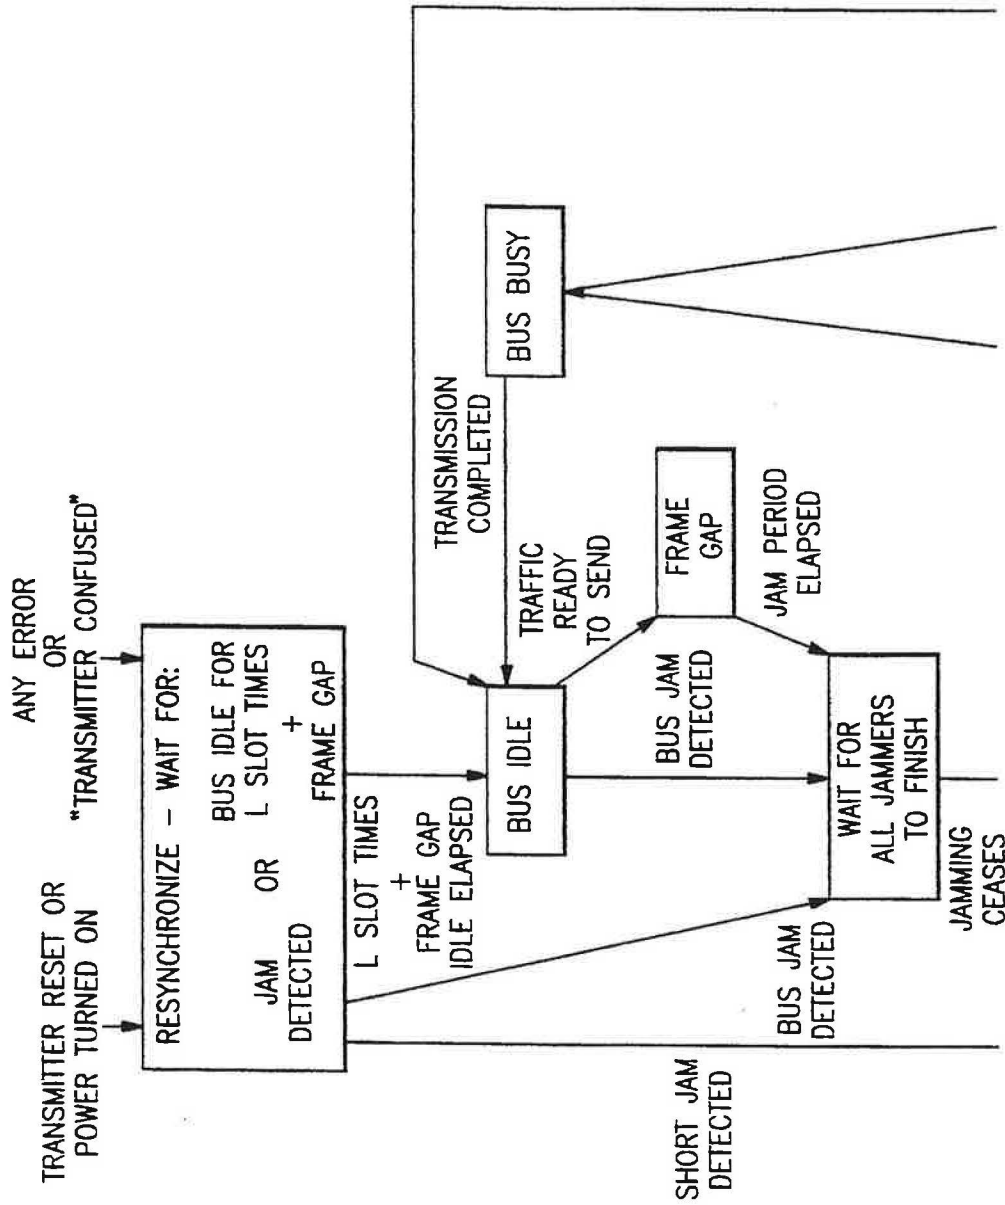 TRANSMITTER RESET OR
POWER TURNED ON
ANY ERROR
OR
"TRANSMITTER CONFUSED"
RESYNCHRONIZE – WAIT FOR:
JAM
DETECTED
OR
BUS IDLE FOR
L SLOT TIMES
+
FRAME GAP
L SLOT TIMES
+
FRAME GAP
IDLE ELAPSED
TRANSMISSION
COMPLETED
BUS IDLE
BUS BUSY
TRAFFIC
READY
TO SEND
SHORT JAM
DETECTED
BUS JAM
DETECTED
BUS JAM
DETECTED
FRAME
GAP
JAM PERIOD
ELAPSED
WAIT FOR
ALL JAMMERS
TO FINISH
JAMMING
CEASES